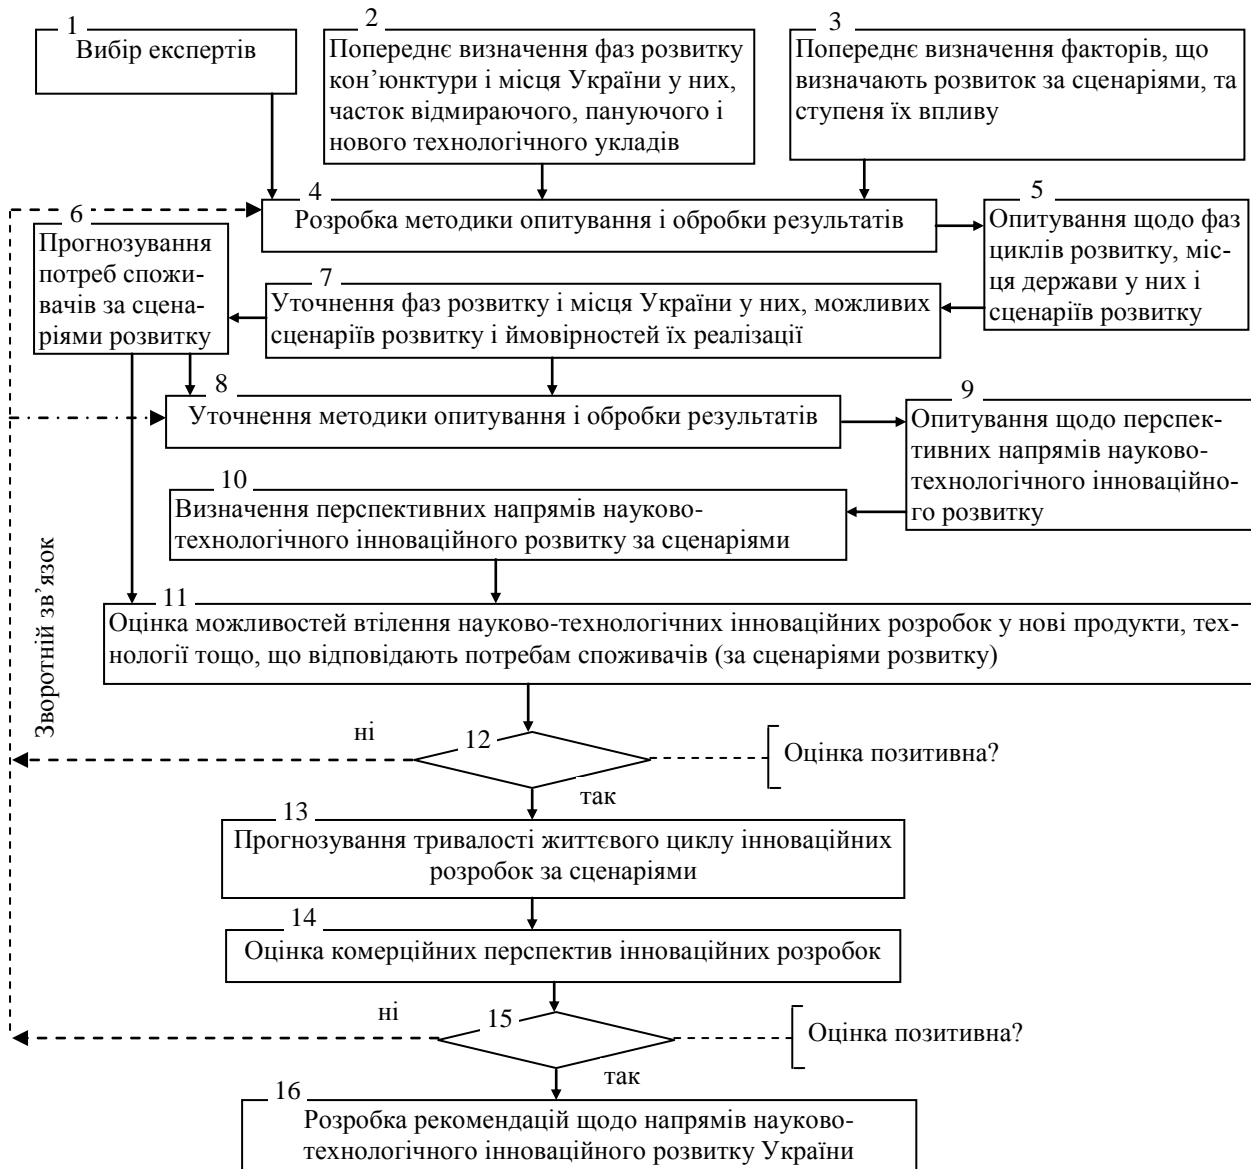 1
Вибір експертів
2
Попереднє визначення фаз розвитку
кон’юнктури і місця України у них,
часток відмираючого, пануючого і
нового технологічного укладів
3
Попереднє визначення факторів, що
визначають розвиток за сценаріями, та
ступеня їх впливу
4
Розробка методики опитування і обробки результатів
5
Опитування щодо фаз
циклів розвитку, міс-
ця держави у них і
сценаріїв розвитку
6
Прогнозування
потреб спожи-
вачів за сцена-
ріями розвитку
7
Уточнення фаз розвитку і місця України у них, можливих
сценаріїв розвитку і ймовірностей їх реалізації
8
Уточнення методики опитування і обробки результатів
9
Опитування щодо перспек-
тивних напрямів науково-
технологічного інноваційно-
го розвитку
10
Визначення перспективних напрямів науково-
технологічного інноваційного розвитку за сценаріями
Зворотній зв’язок
11
Оцінка можливостей втілення науково-технологічних інноваційних розробок у нові продукти, тех-
нології тощо, що відповідають потребам споживачів (за сценаріями розвитку)
ні
12
Оцінка позитивна?
так
13
Прогнозування тривалості життєвого циклу інноваційних
розробок за сценаріями
14
Оцінка комерційних перспектив інноваційних розробок
ні
15
Оцінка позитивна?
так
16
Розробка рекомендацій щодо напрямів науково-
технологічного інноваційного розвитку України